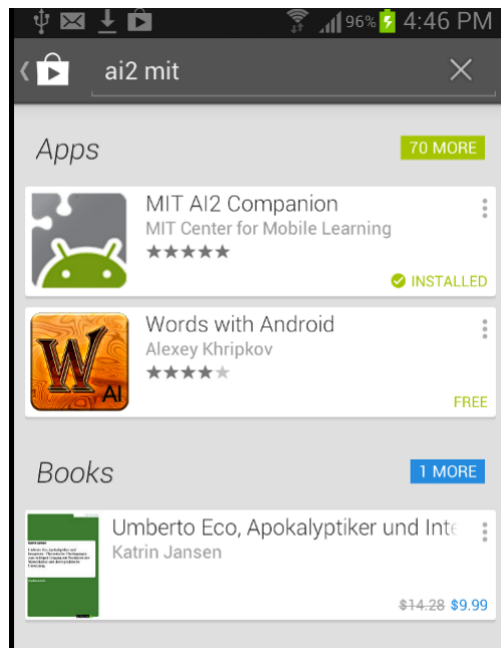 96% 4:46 PM
ai2 mit
Apps
70 MORE
MIT AI2 Companion
MIT Center for Mobile Learning
INSTALLED
Words with Android
Alexey Khripkov
W AI
FREE
Books
1 MORE
Umberto Eco, Apokalyptiker und Inte
Katrin Jansen
$14.28 $9.99